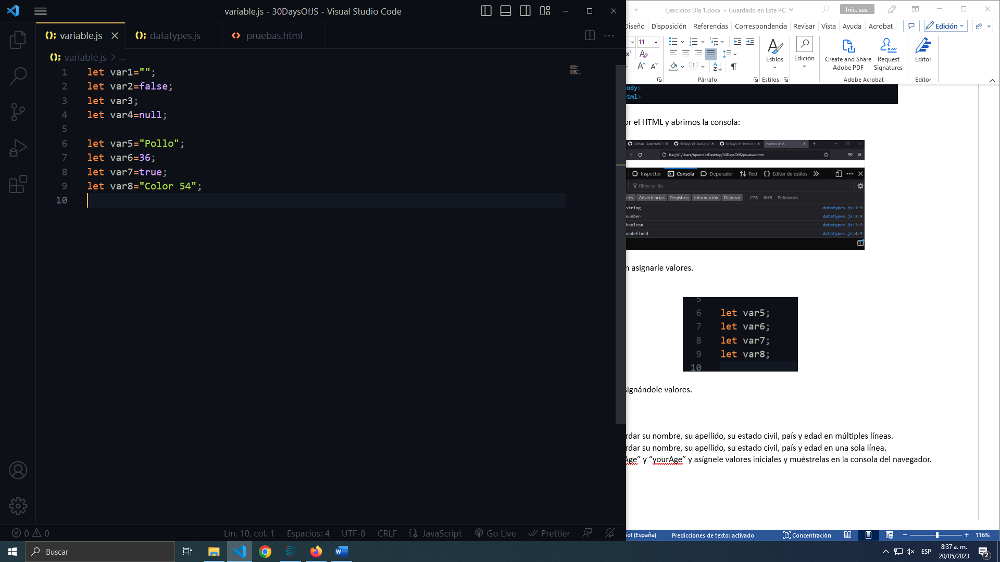 variable.js - 30DaysOfJS - Visual Studio Code
variable.js
datatypes.js
pruebas.html
variable.js > ...
1 let var1="";
2 let var2=false;
3 let var3;
4 let var4=null;
5
6 let var5="Pollo";
7 let var6=36;
8 let var7=true;
9 let var8="Color 54";
10
0 0
Lín. 10, col. 1
Espacios: 4
UTF-8
CRLF
JavaScript
Go Live
Prettier
Ejercicios Día 1.docx • Guardado en Este PC
Inic. ses.
Diseño Disposición Referencias Correspondencia Revisar Vista Ayuda Acrobat
Edición
11
Estilos
Edición
Create and Share
Adobe PDF
Request
Signatures
Editor
Párrafo
Estilos
Adobe Acrobat
Editor
ody>
tml>
or el HTML y abrimos la consola:
GitHub - Asabeneh/30
30-Days-Of-JavaScript
30-Days-Of-JavaScript
Pruebas de JS
file:///C:/Users/Aprendiz/Desktop/30DaysOfJS/pruebas.html
Inspector
Consola
Depurador
Red
Editor de estilos
Filtrar salida
ores
Advertencias
Registros
Información
Depurar
CSS
XHR
Peticiones
string datatypes.js:1:9
number datatypes.js:2:9
boolean datatypes.js:3:9
undefined datatypes.js:4:9
n asignarle valores.
5
6 let var5;
7 let var6;
8 let var7;
9 let var8;
10
signándole valores.
rdar su nombre, su apellido, su estado civil, país y edad en múltiples líneas.
rdar su nombre, su apellido, su estado civil, país y edad en una sola línea.
Age” y “yourAge” y asígnele valores iniciales y muéstrelas en la consola del navegador.
ñol (España)
Predicciones de texto: activado
Concentración
116%
Buscar
ESP
8:37 a. m.
20/05/2023
2